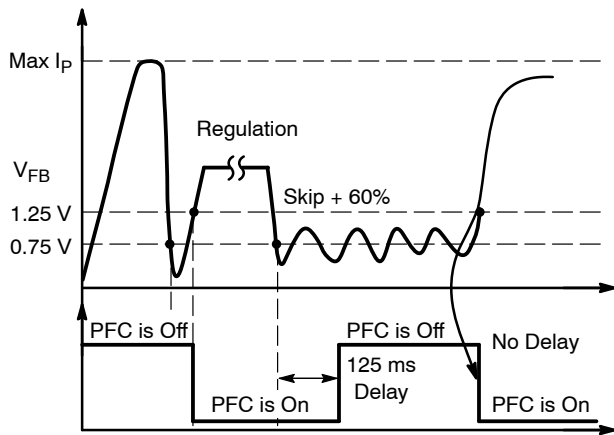 Max I_P
Regulation
V_FB
Skip + 60%
1.25 V
0.75 V
PFC is Off
PFC is Off
No Delay
125 ms
Delay
PFC is On
PFC is On